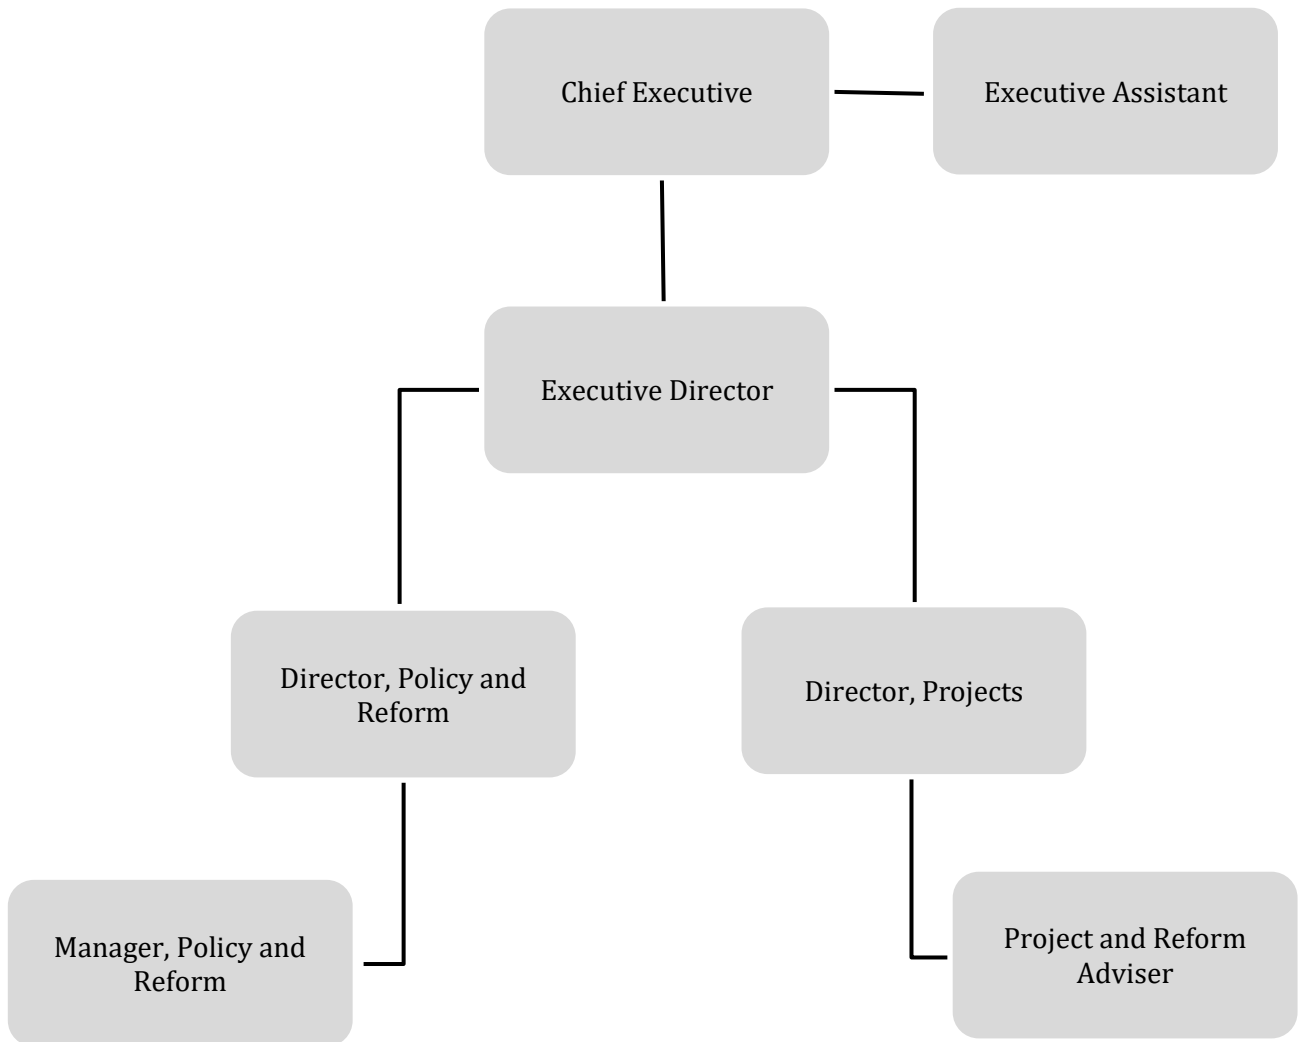 Chief Executive
Executive Assistant
Executive Director
Director, Policy and
Reform
Director, Projects
Manager, Policy and
Reform
Project and Reform
Adviser